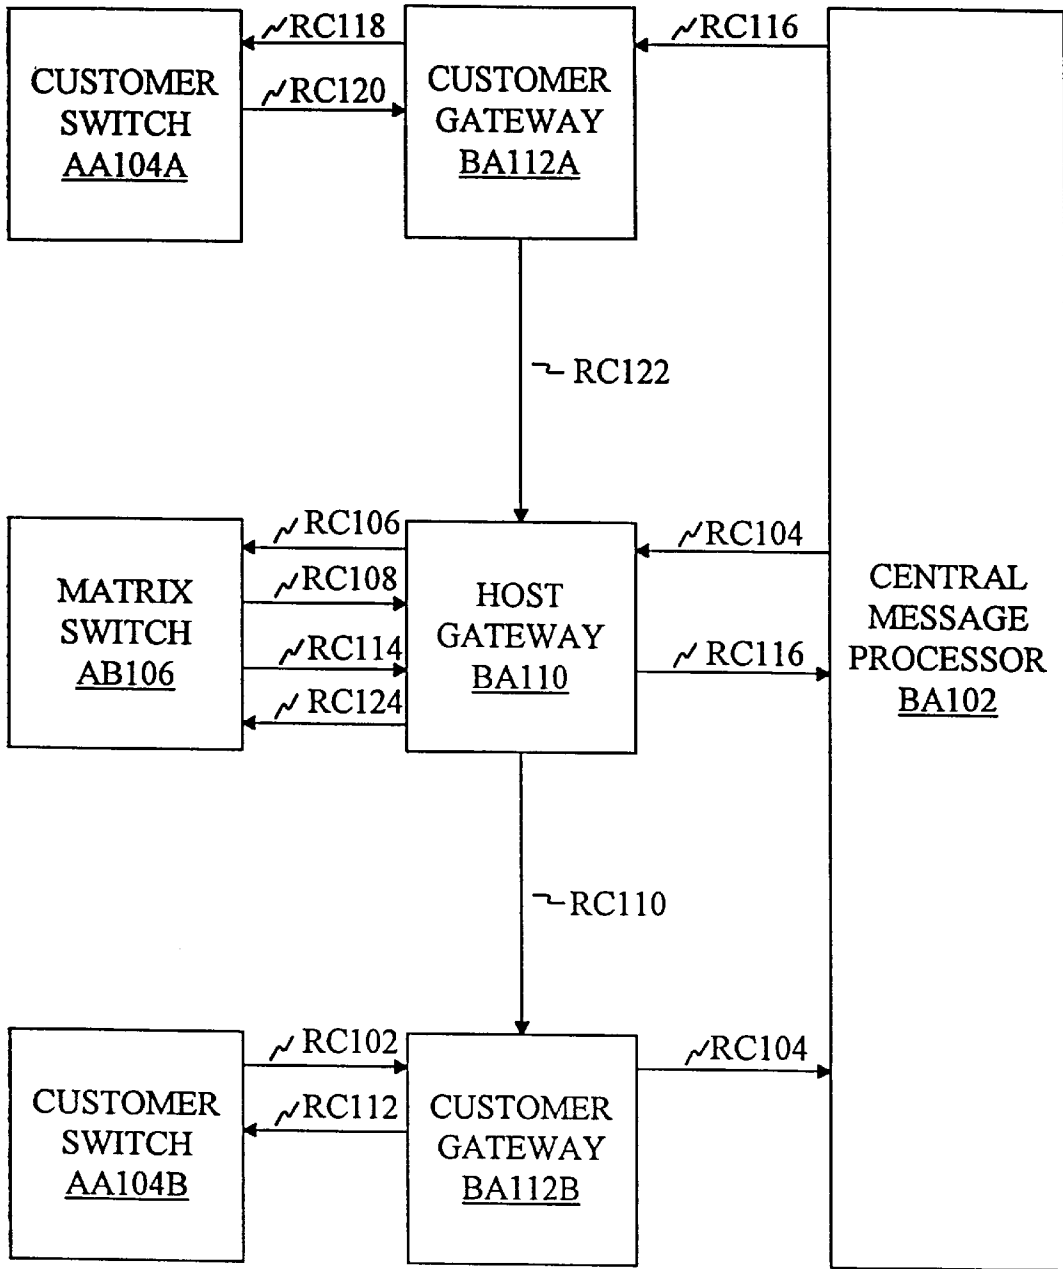 RC118
RC116
CUSTOMER
SWITCH
AA104A
RC120
CUSTOMER
GATEWAY
BA112A
RC122
RC106
RC104
MATRIX
SWITCH
AB106
RC108
RC114
RC124
HOST
GATEWAY
BA110
RC116
CENTRAL
MESSAGE
PROCESSOR
BA102
RC110
RC102
RC104
CUSTOMER
SWITCH
AA104B
RC112
CUSTOMER
GATEWAY
BA112B